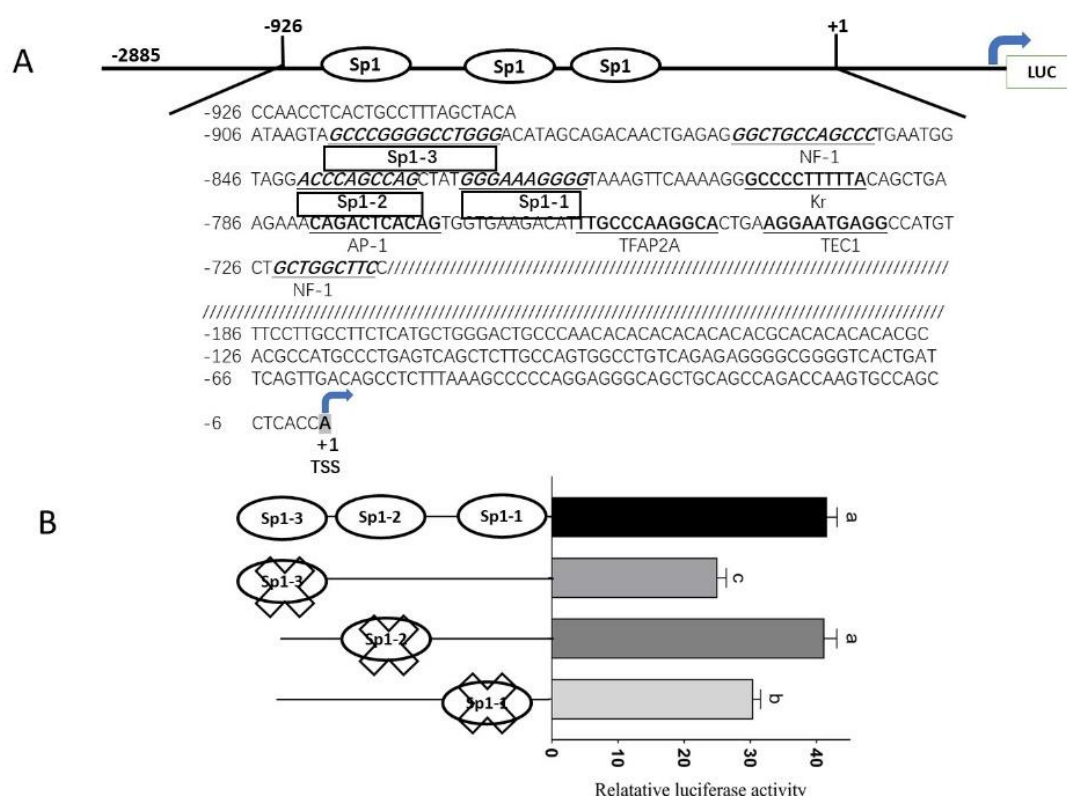 A
-2885
-926
Sp1 Sp1 Sp1
+1
LUC
-926 CCAACCTCACTGCCTTTAGCTACA
-906 ATAAGTAGCCCGGGGCCTGGGACATAGCAGACAACTGAGAGGGCTGCCAGCCCTGAATGG
Sp1-3 NF-1
-846 TAGGACCCAGCCAGCTATGGGAAAGGGGTAAAGTTCAAAAGGGCCCCTTTTTACAGCTGA
Sp1-2 Sp1-1 Kr
-786 AGAAACAGACTCACAGTGGTGAAGACATTTGCCCAAGGCACTGAAGGAATGAGGCCATGT
AP-1 TFAP2A TEC1
-726 CTGCTGGCTTCC//////////////////////////////////////////////////////////////////////////////////
NF-1
-186 TTCCTTGCCTTCTCATGCTGGGACTGCCCAACACACACACACACACGCACACACACACGC
-126 ACGCCATGCCCTGAGTCAGCTCTTGCCAGTGGCCTGTCAGAGAGGGGCGGGGTCACTGAT
-66 TCAGTTGACAGCCTCTTTAAAGCCCCCAGGAGGGCAGCTGCAGCCAGACCAAGTGCCAGC
-6 CTCACCA
+1
TSS
B
Sp1-3 Sp1-2 Sp1-1 a
Sp1-3 c
Sp1-2 a
Sp1-1 b
0 10 20 30 40
Relatative luciferase activity